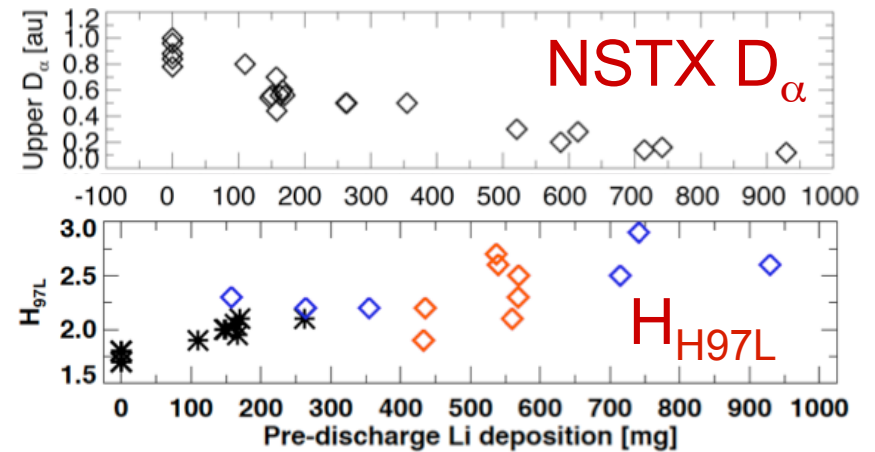 Upper Dα [au]
1.2
1.0
0.8
0.6
0.4
0.2
0.0
NSTX Dα
-100 0 100 200 300 400 500 600 700 800 900 1000
H97L
3.0
2.5
2.0
1.5
HH97L
0 100 200 300 400 500 600 700 800 900 1000
Pre-discharge Li deposition [mg]